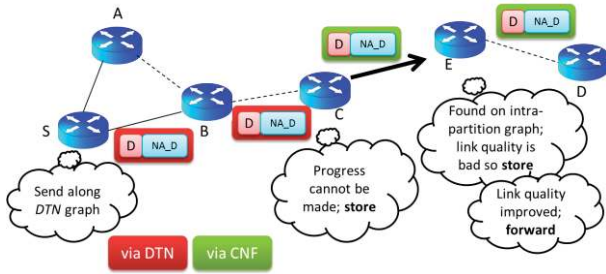 A
D NA_D
D NA_D
E
D
C
B
S
D NA_D
D NA_D
Found on intra-
partition graph;
link quality is
bad so store
Send along
DTN graph
Progress
cannot be
made; store
Link quality
improved;
forward
via DTN
via CNF